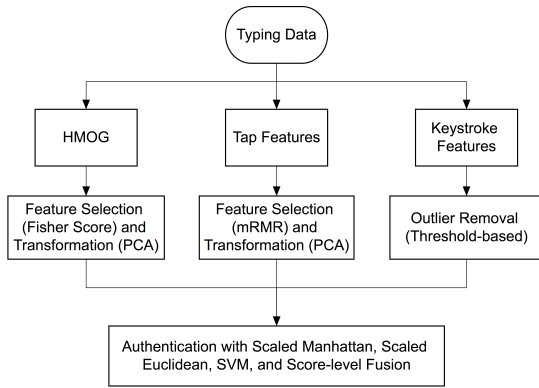 Typing Data
HMOG
Tap Features
Keystroke
Features
Feature Selection
(Fisher Score) and
Transformation (PCA)
Feature Selection
(mRMR) and
Transformation (PCA)
Outlier Removal
(Threshold-based)
Authentication with Scaled Manhattan, Scaled
Euclidean, SVM, and Score-level Fusion